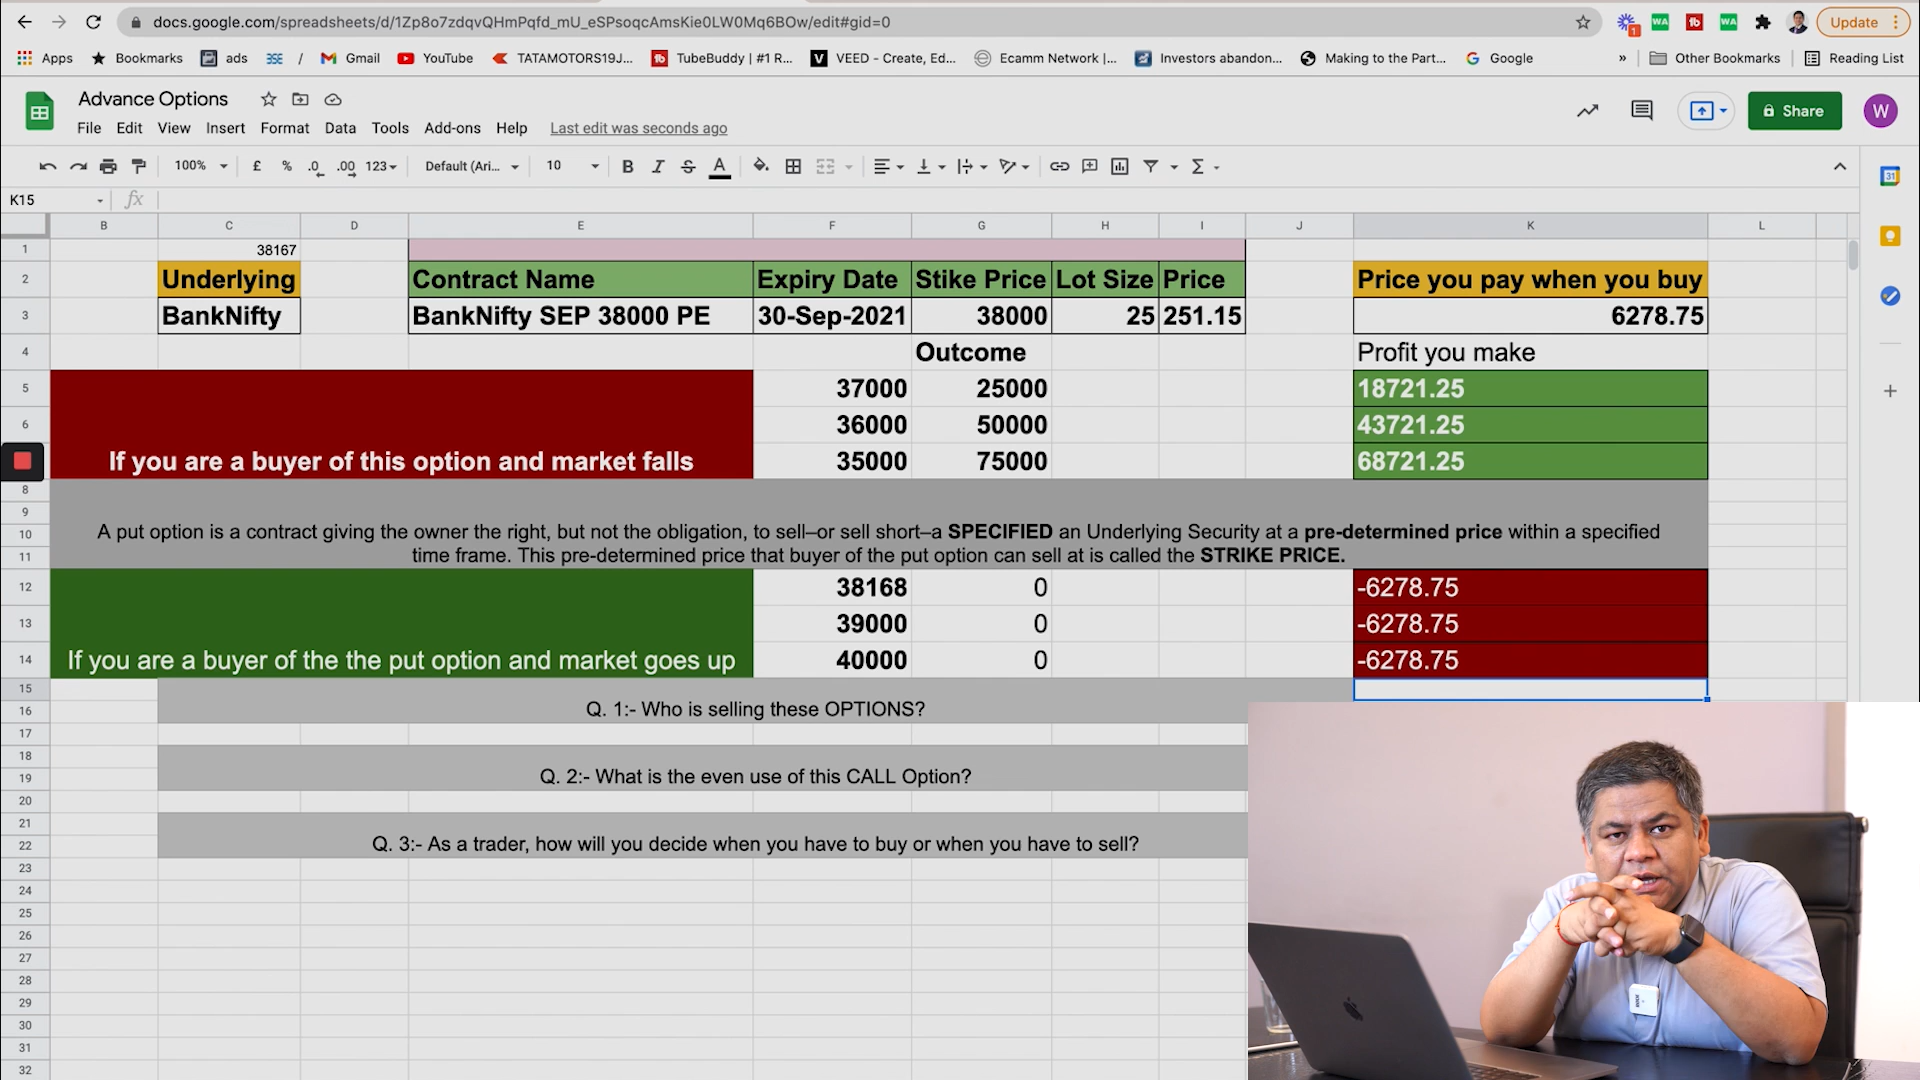 docs.google.com/spreadsheets/d/1Zp8o7zdqvQHmPqfd_mU_eSPsoqcAmsKie0LW0Mq6BOw/edit#gid=0
1
WA
WA
Update
Apps
Bookmarks
ads
/
Gmail
YouTube
TATAMOTORS19J...
TubeBuddy | #1 R...
VEED - Create, Ed...
Ecamm Network |...
Investors abandon...
Making to the Part...
Google
»
Other Bookmarks
Reading List
Advance Options
Share
W
File Edit View Insert Format Data Tools Add-ons Help Last edit was seconds ago
100% £ % .0 .00 123 Default (Ari... 10 B I S A Σ
31
K15 fx
B C D E F G H I J K L
1 38167
2 Underlying Contract Name Expiry Date Stike Price Lot Size Price Price you pay when you buy
3 BankNifty BankNifty SEP 38000 PE 30-Sep-2021 38000 25 251.15 6278.75
4 Outcome Profit you make
5 37000 25000 18721.25
6 36000 50000 43721.25
If you are a buyer of this option and market falls 35000 75000 68721.25
8
9
10 A put option is a contract giving the owner the right, but not the obligation, to sell—or sell short—a SPECIFIED an Underlying Security at a pre-determined price within a specified
11 time frame. This pre-determined price that buyer of the put option can sell at is called the STRIKE PRICE.
12 38168 0 -6278.75
13 39000 0 -6278.75
14 If you are a buyer of the the put option and market goes up 40000 0 -6278.75
15
16 Q. 1:- Who is selling these OPTIONS?
17
18
19 Q. 2:- What is the even use of this CALL Option?
20
21
22 Q. 3:- As a trader, how will you decide when you have to buy or when you have to sell?
23
24
25
26
27
28
29
30
31
32